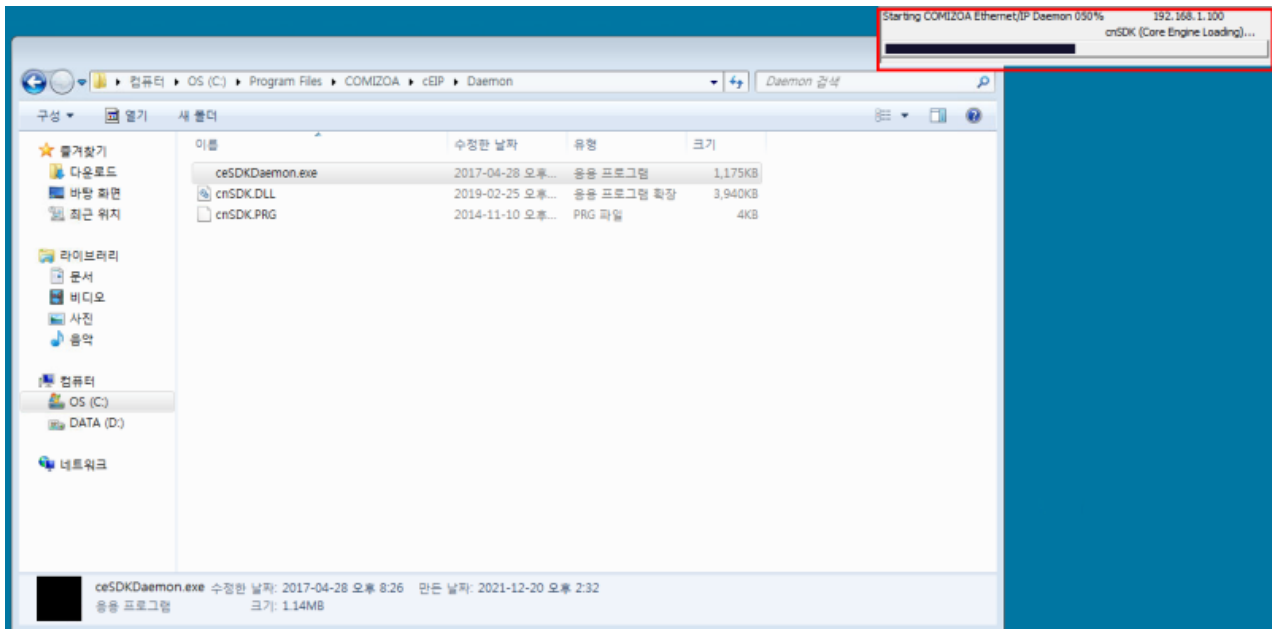 Starting COMIZOA Ethernet/IP Daemon 050% 192.168.1.100
cnSDK (Core Engine Loading)...
컴퓨터 ▸ OS (C:) ▸ Program Files ▸ COMIZOA ▸ cEIP ▸ Daemon
Daemon 검색
구성 열기 새 폴더
이름 수정한 날짜 유형 크기
ceSDKDaemon.exe 2017-04-28 오후... 응용 프로그램 1,175KB
cnSDK.DLL 2019-02-25 오후... 응용 프로그램 확장 3,940KB
cnSDK.PRG 2014-11-10 오후... PRG 파일 4KB
즐겨찾기
다운로드
바탕 화면
최근 위치
라이브러리
문서
비디오
사진
음악
컴퓨터
OS (C:)
DATA (D:)
네트워크
ceSDKDaemon.exe 수정한 날짜: 2017-04-28 오후 8:26 만든 날짜: 2021-12-20 오후 2:32
응용 프로그램 크기: 1.14MB